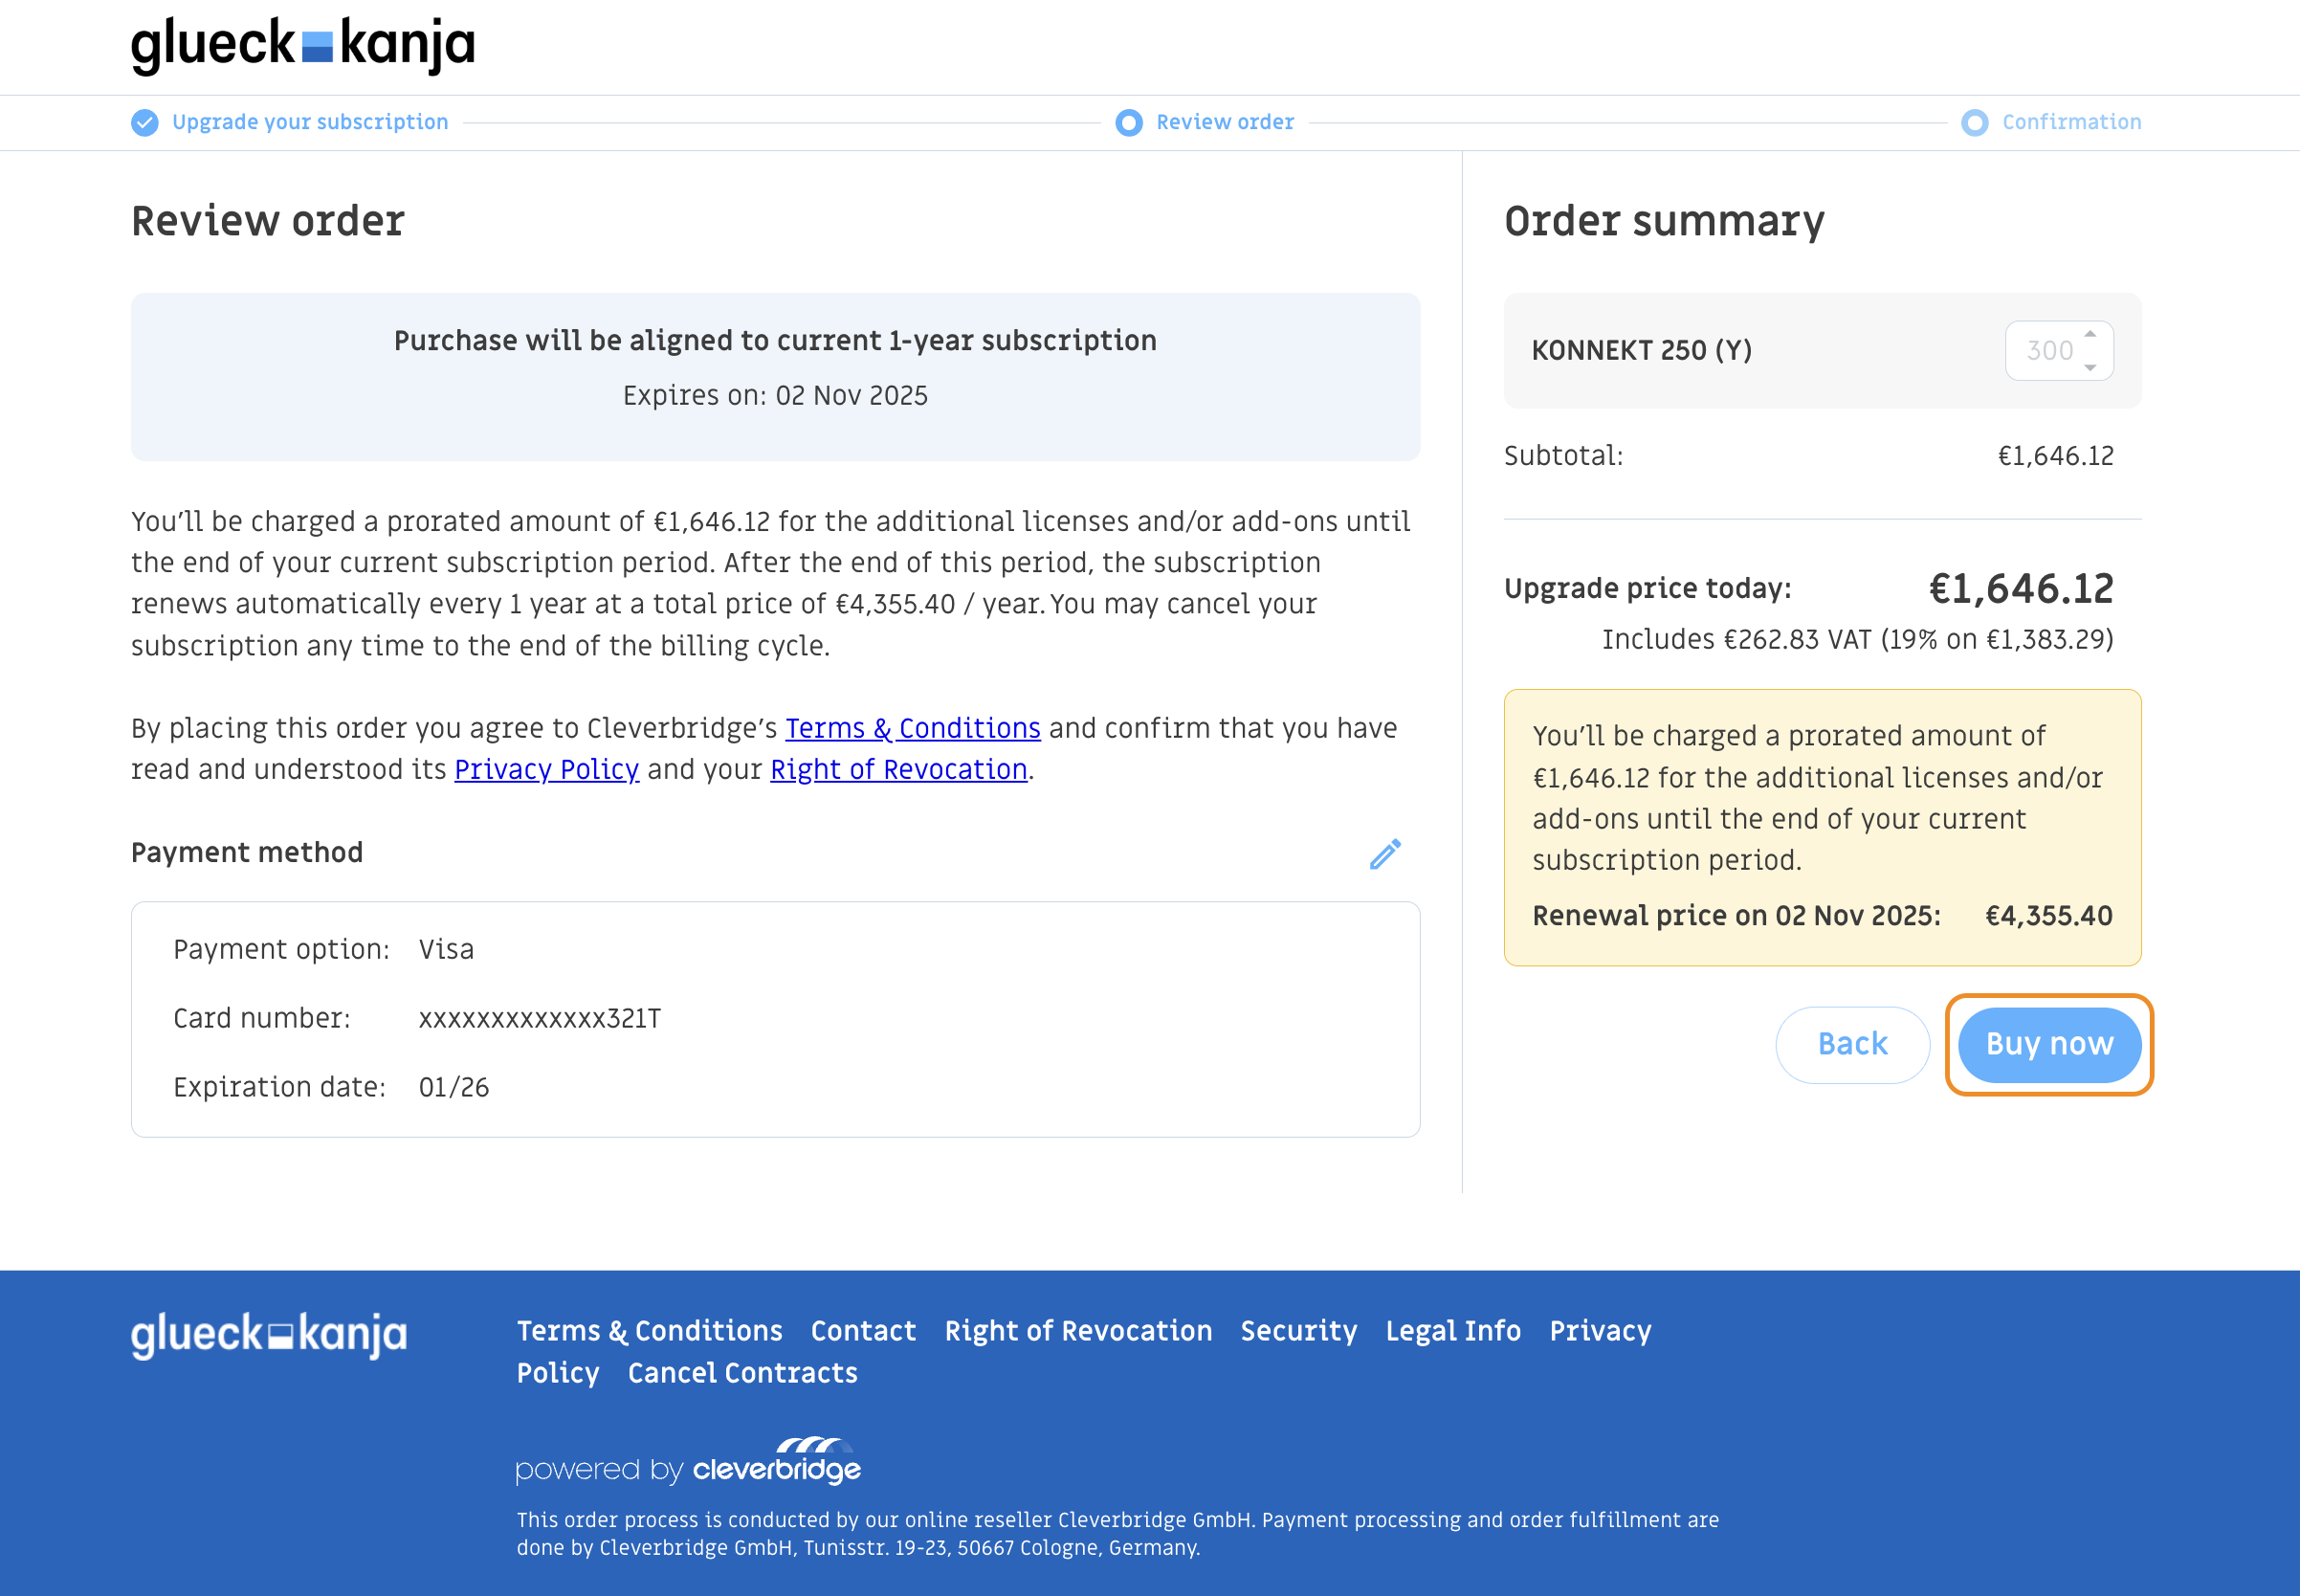 glueck kanja
Upgrade your subscription
Review order
Confirmation
Review order
Purchase will be aligned to current 1-year subscription
Expires on: 02 Nov 2025
You’ll be charged a prorated amount of €1,646.12 for the additional licenses and/or add-ons until
the end of your current subscription period. After the end of this period, the subscription
renews automatically every 1 year at a total price of €4,355.40 / year. You may cancel your
subscription any time to the end of the billing cycle.
By placing this order you agree to Cleverbridge’s Terms & Conditions and confirm that you have
read and understood its Privacy Policy and your Right of Revocation.
Payment method
Payment option: Visa
Card number: xxxxxxxxxxxxx321T
Expiration date: 01/26
Order summary
KONNEKT 250 (Y) 300
Subtotal: €1,646.12
Upgrade price today: €1,646.12
Includes €262.83 VAT (19% on €1,383.29)
You’ll be charged a prorated amount of
€1,646.12 for the additional licenses and/or
add-ons until the end of your current
subscription period.
Renewal price on 02 Nov 2025: €4,355.40
Back
Buy now
glueck kanja
Terms & Conditions Contact Right of Revocation Security Legal Info Privacy
Policy Cancel Contracts
powered by cleverbridge
This order process is conducted by our online reseller Cleverbridge GmbH. Payment processing and order fulfillment are
done by Cleverbridge GmbH, Tunisstr. 19-23, 50667 Cologne, Germany.